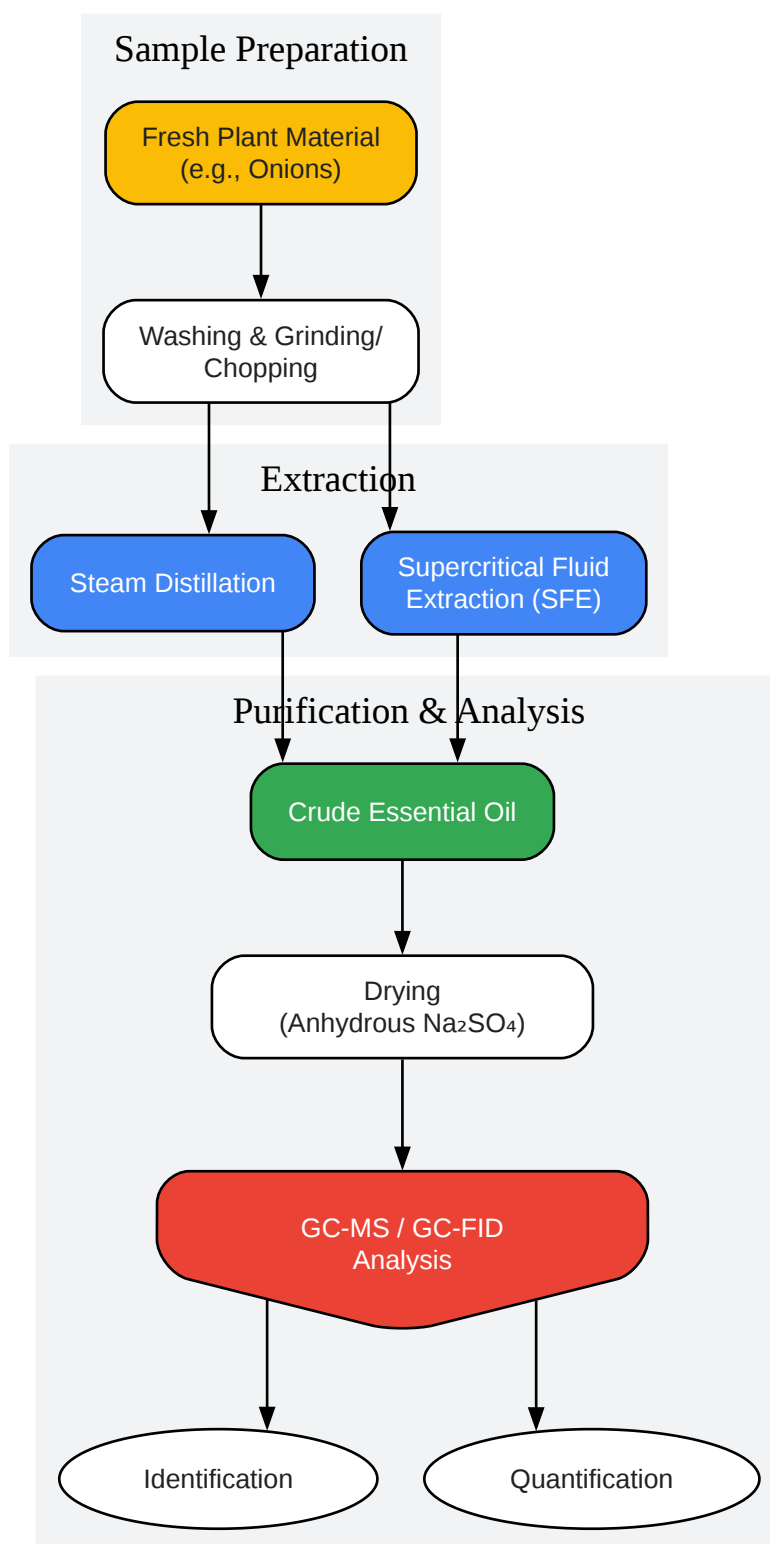 Sample Preparation
Fresh Plant Material
(e.g., Onions)
Washing & Grinding/
Chopping
Extraction
Steam Distillation
Supercritical Fluid
Extraction (SFE)
Purification & Analysis
Crude Essential Oil
Drying
(Anhydrous Na₂SO₄)
GC-MS / GC-FID
Analysis
Identification
Quantification